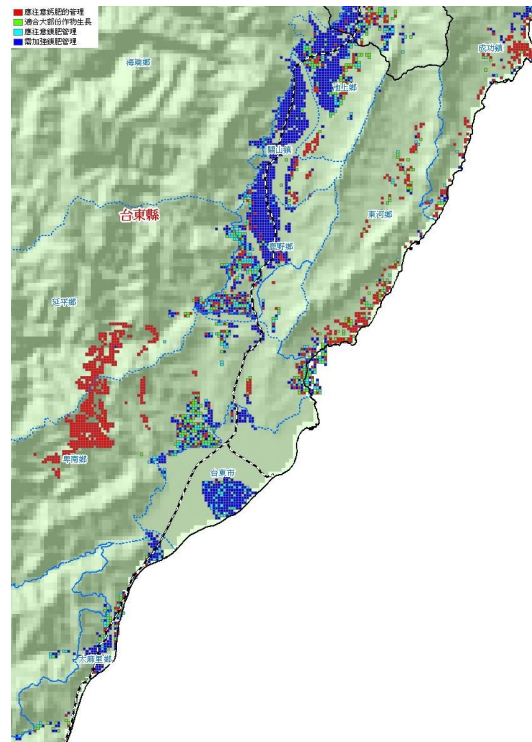 應注意鈣肥的管理
適合大部份作物生長
應注意鎂肥管理
需加強鎂肥管理
海端鄉
成功鎮
池上鄉
關山鎮
台東縣
東河鄉
鹿野鄉
延平鄉
卑南鄉
台東市
太麻里鄉